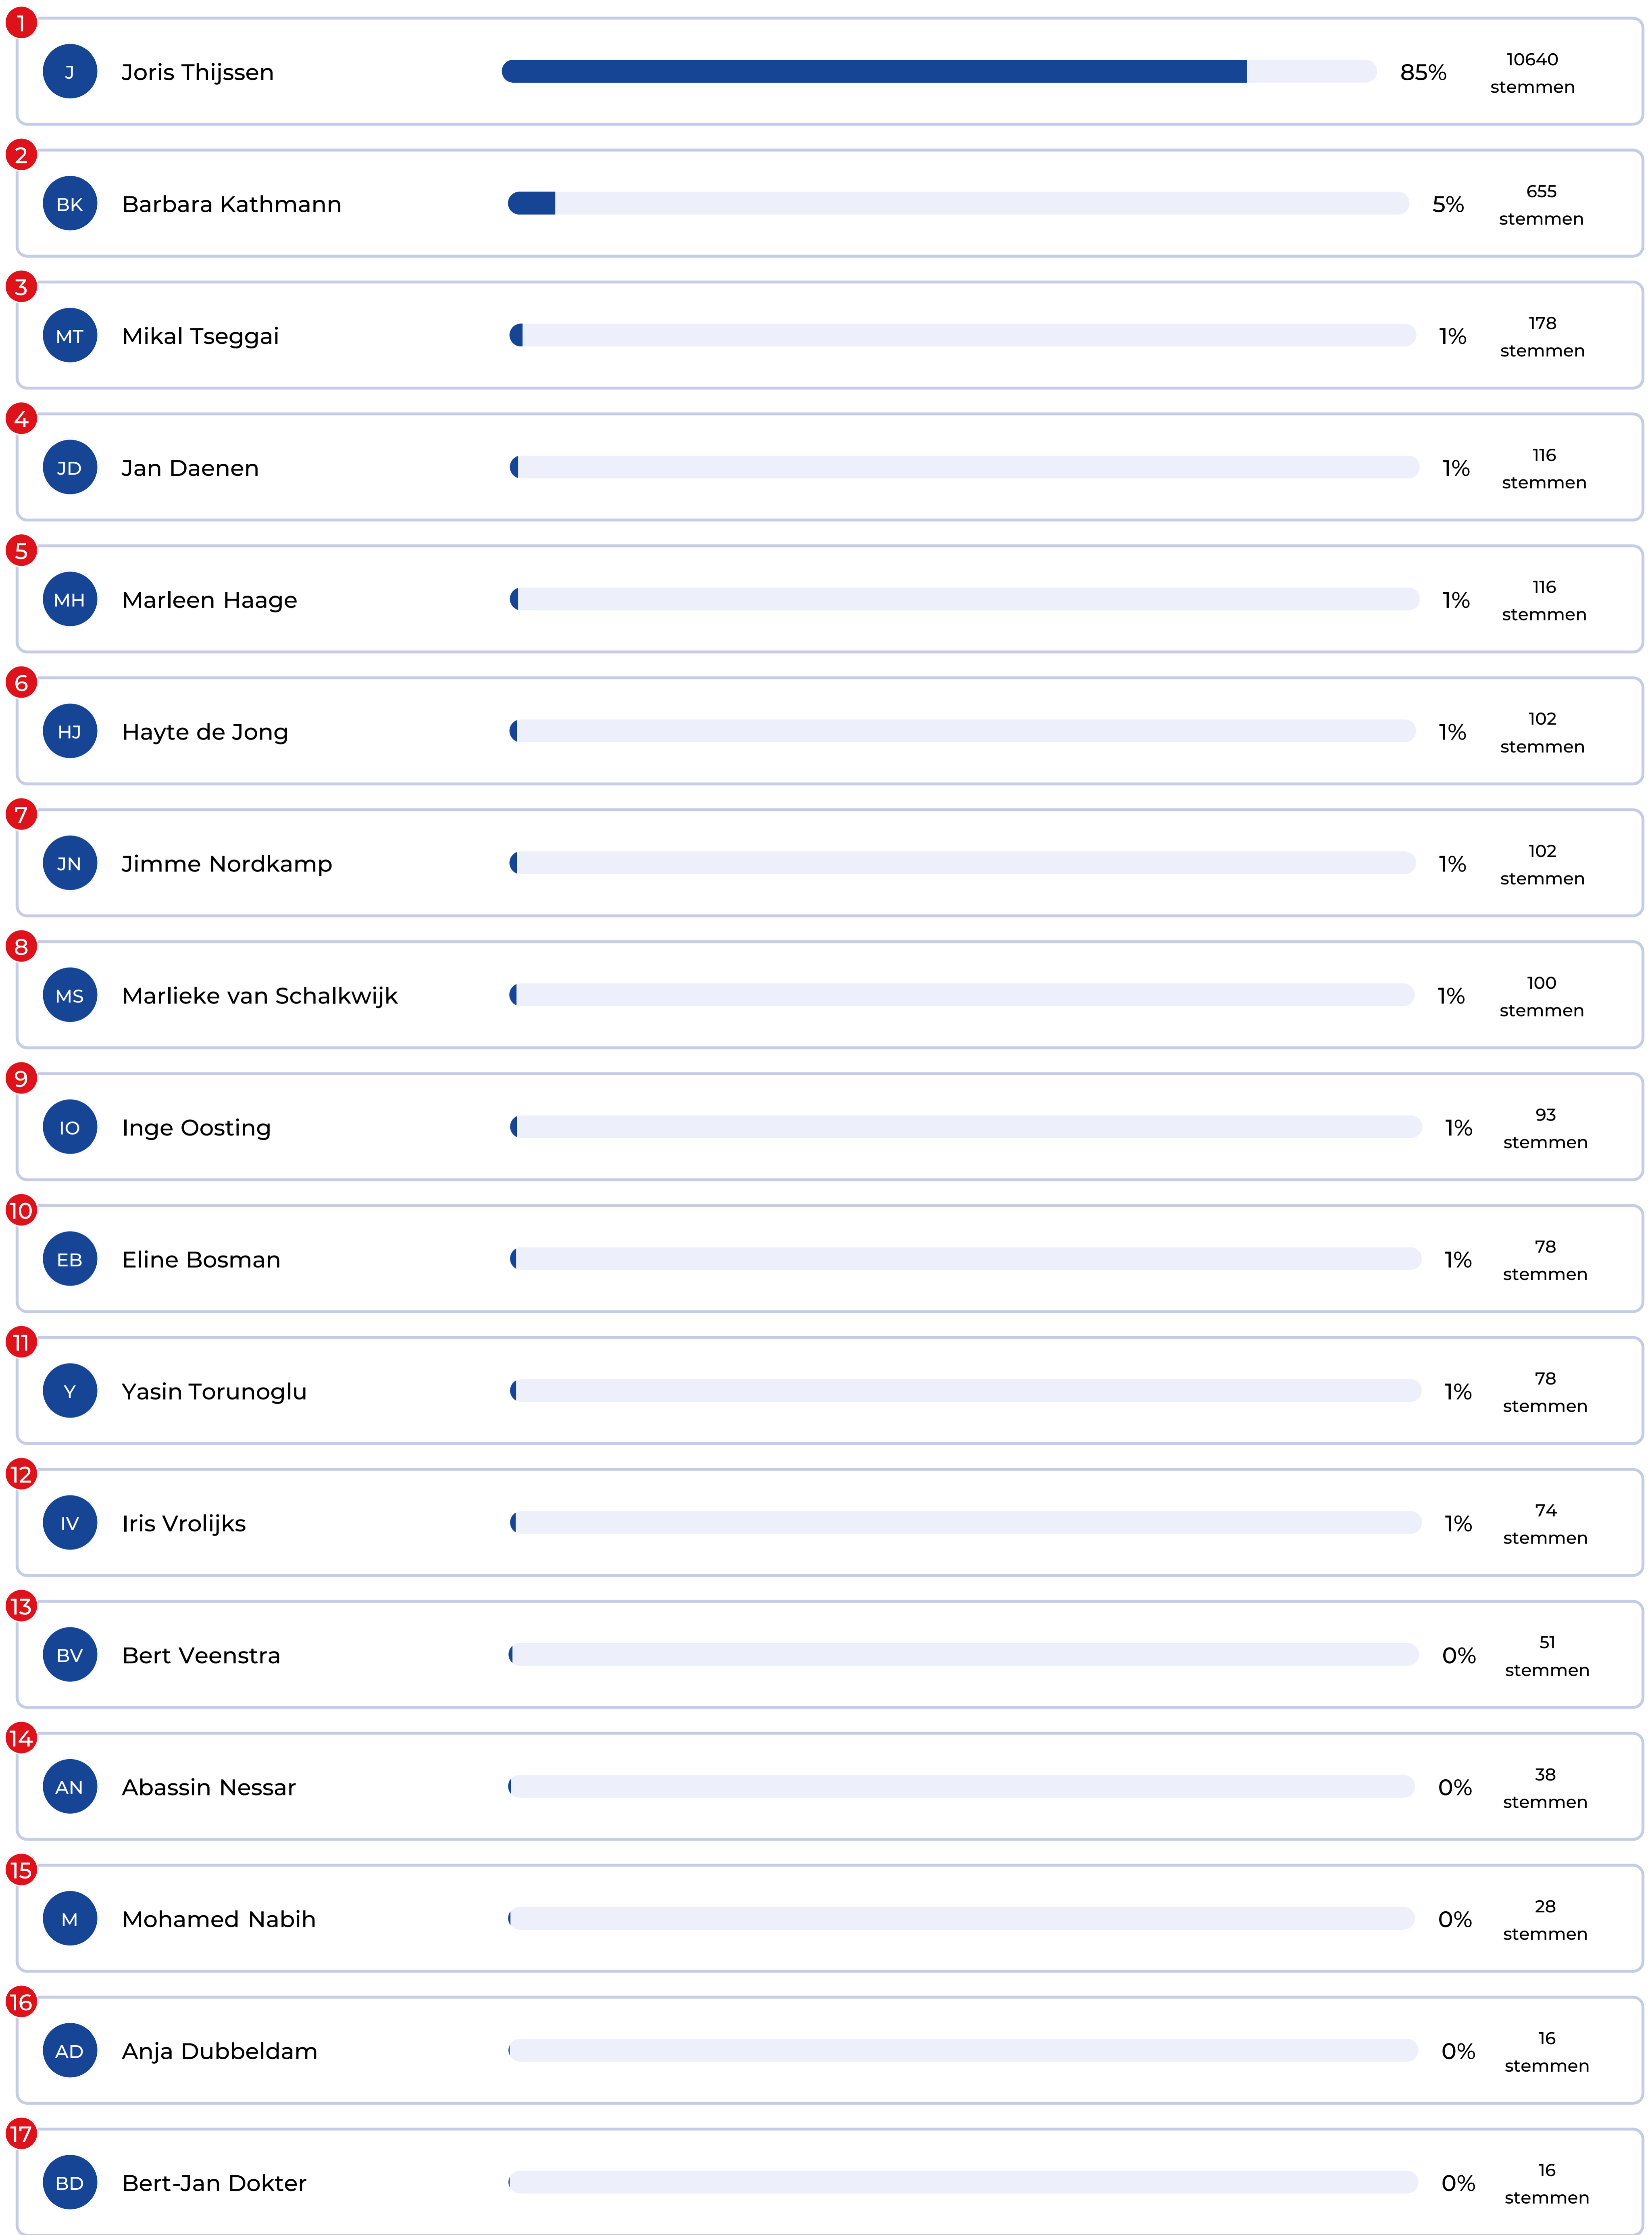 1
J
Joris Thijssen
85%
10640
stemmen
2
BK
Barbara Kathmann
5%
655
stemmen
3
MT
Mikal Tseggai
1%
178
stemmen
4
JD
Jan Daenen
1%
116
stemmen
5
MH
Marleen Haage
1%
116
stemmen
6
HJ
Hayte de Jong
1%
102
stemmen
7
JN
Jimme Nordkamp
1%
102
stemmen
8
MS
Marlieke van Schalkwijk
1%
100
stemmen
9
IO
Inge Oosting
1%
93
stemmen
10
EB
Eline Bosman
1%
78
stemmen
11
Y
Yasin Torunoglu
1%
78
stemmen
12
IV
Iris Vrolijks
1%
74
stemmen
13
BV
Bert Veenstra
0%
51
stemmen
14
AN
Abassin Nessar
0%
38
stemmen
15
M
Mohamed Nabih
0%
28
stemmen
16
AD
Anja Dubbeldam
0%
16
stemmen
17
BD
Bert-Jan Dokter
0%
16
stemmen